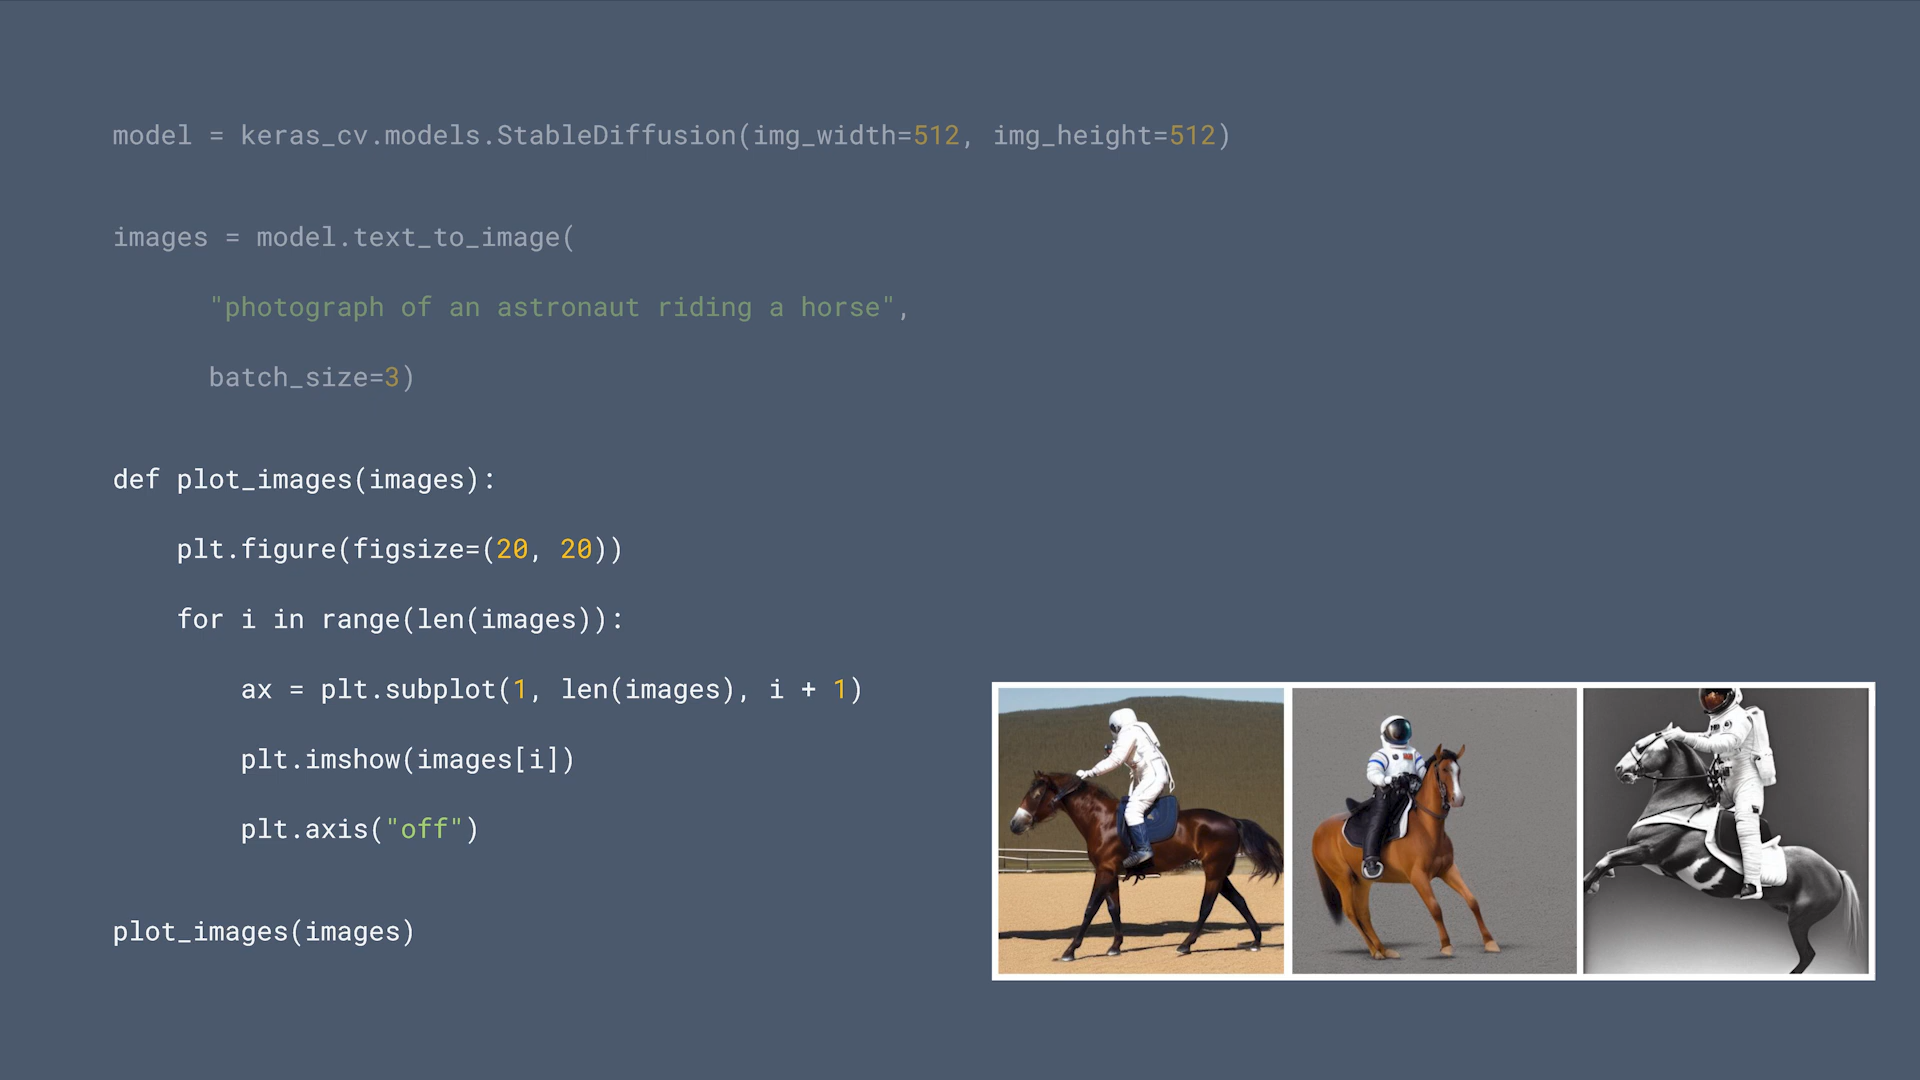 model = keras_cv.models.StableDiffusion(img_width=512, img_height=512)
images = model.text_to_image(
"photograph of an astronaut riding a horse",
batch_size=3)
def plot_images(images):
plt.figure(figsize=(20, 20))
for i in range(len(images)):
ax = plt.subplot(1, len(images), i + 1)
plt.imshow(images[i])
plt.axis("off")
plot_images(images)